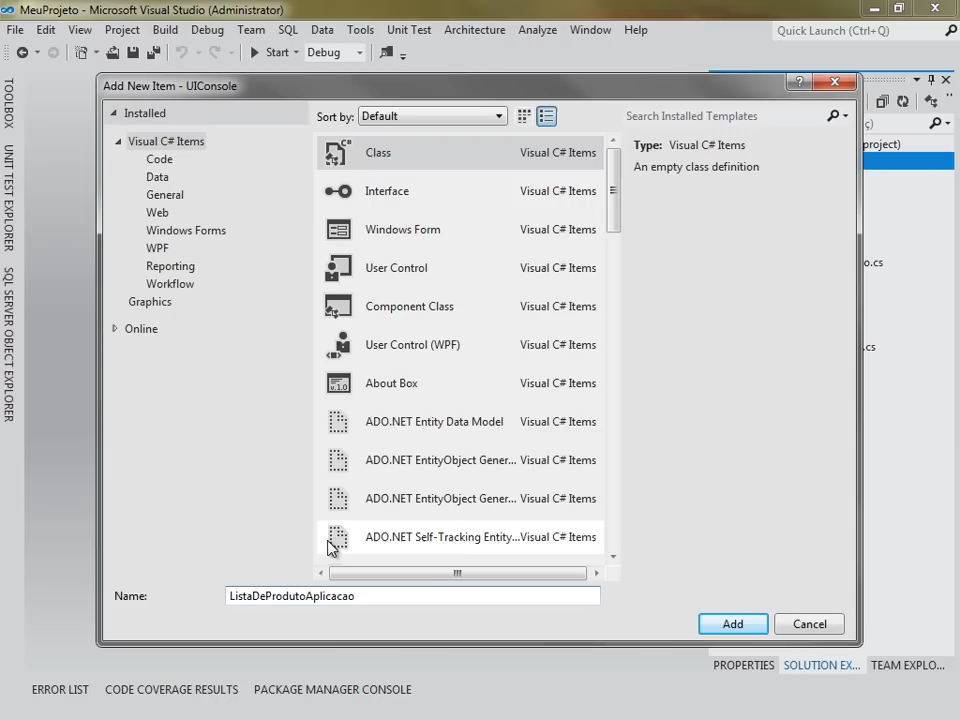 MeuProjeto - Microsoft Visual Studio (Administrator)
File Edit View Project Build Debug Team SQL Data Tools Unit Test Architecture Analyze Window Help
Quick Launch (Ctrl+Q)
Start Debug
TOOLBOX
UNIT TEST EXPLORER
SQL SERVER OBJECT EXPLORER
Add New Item - UIConsole
Installed
Visual C# Items
Code
Data
General
Web
Windows Forms
WPF
Reporting
Workflow
Graphics
Online
Sort by: Default
Class Visual C# Items
Interface Visual C# Items
Windows Form Visual C# Items
User Control Visual C# Items
Component Class Visual C# Items
User Control (WPF) Visual C# Items
About Box Visual C# Items
ADO.NET Entity Data Model Visual C# Items
ADO.NET EntityObject Gener... Visual C# Items
ADO.NET EntityObject Gener... Visual C# Items
ADO.NET Self-Tracking Entity... Visual C# Items
Search Installed Templates
Type: Visual C# Items
An empty class definition
Name: ListaDeProdutoAplicacao
Add Cancel
ç)
project)
o.cs
.cs
PROPERTIES SOLUTION EX... TEAM EXPLO...
ERROR LIST CODE COVERAGE RESULTS PACKAGE MANAGER CONSOLE